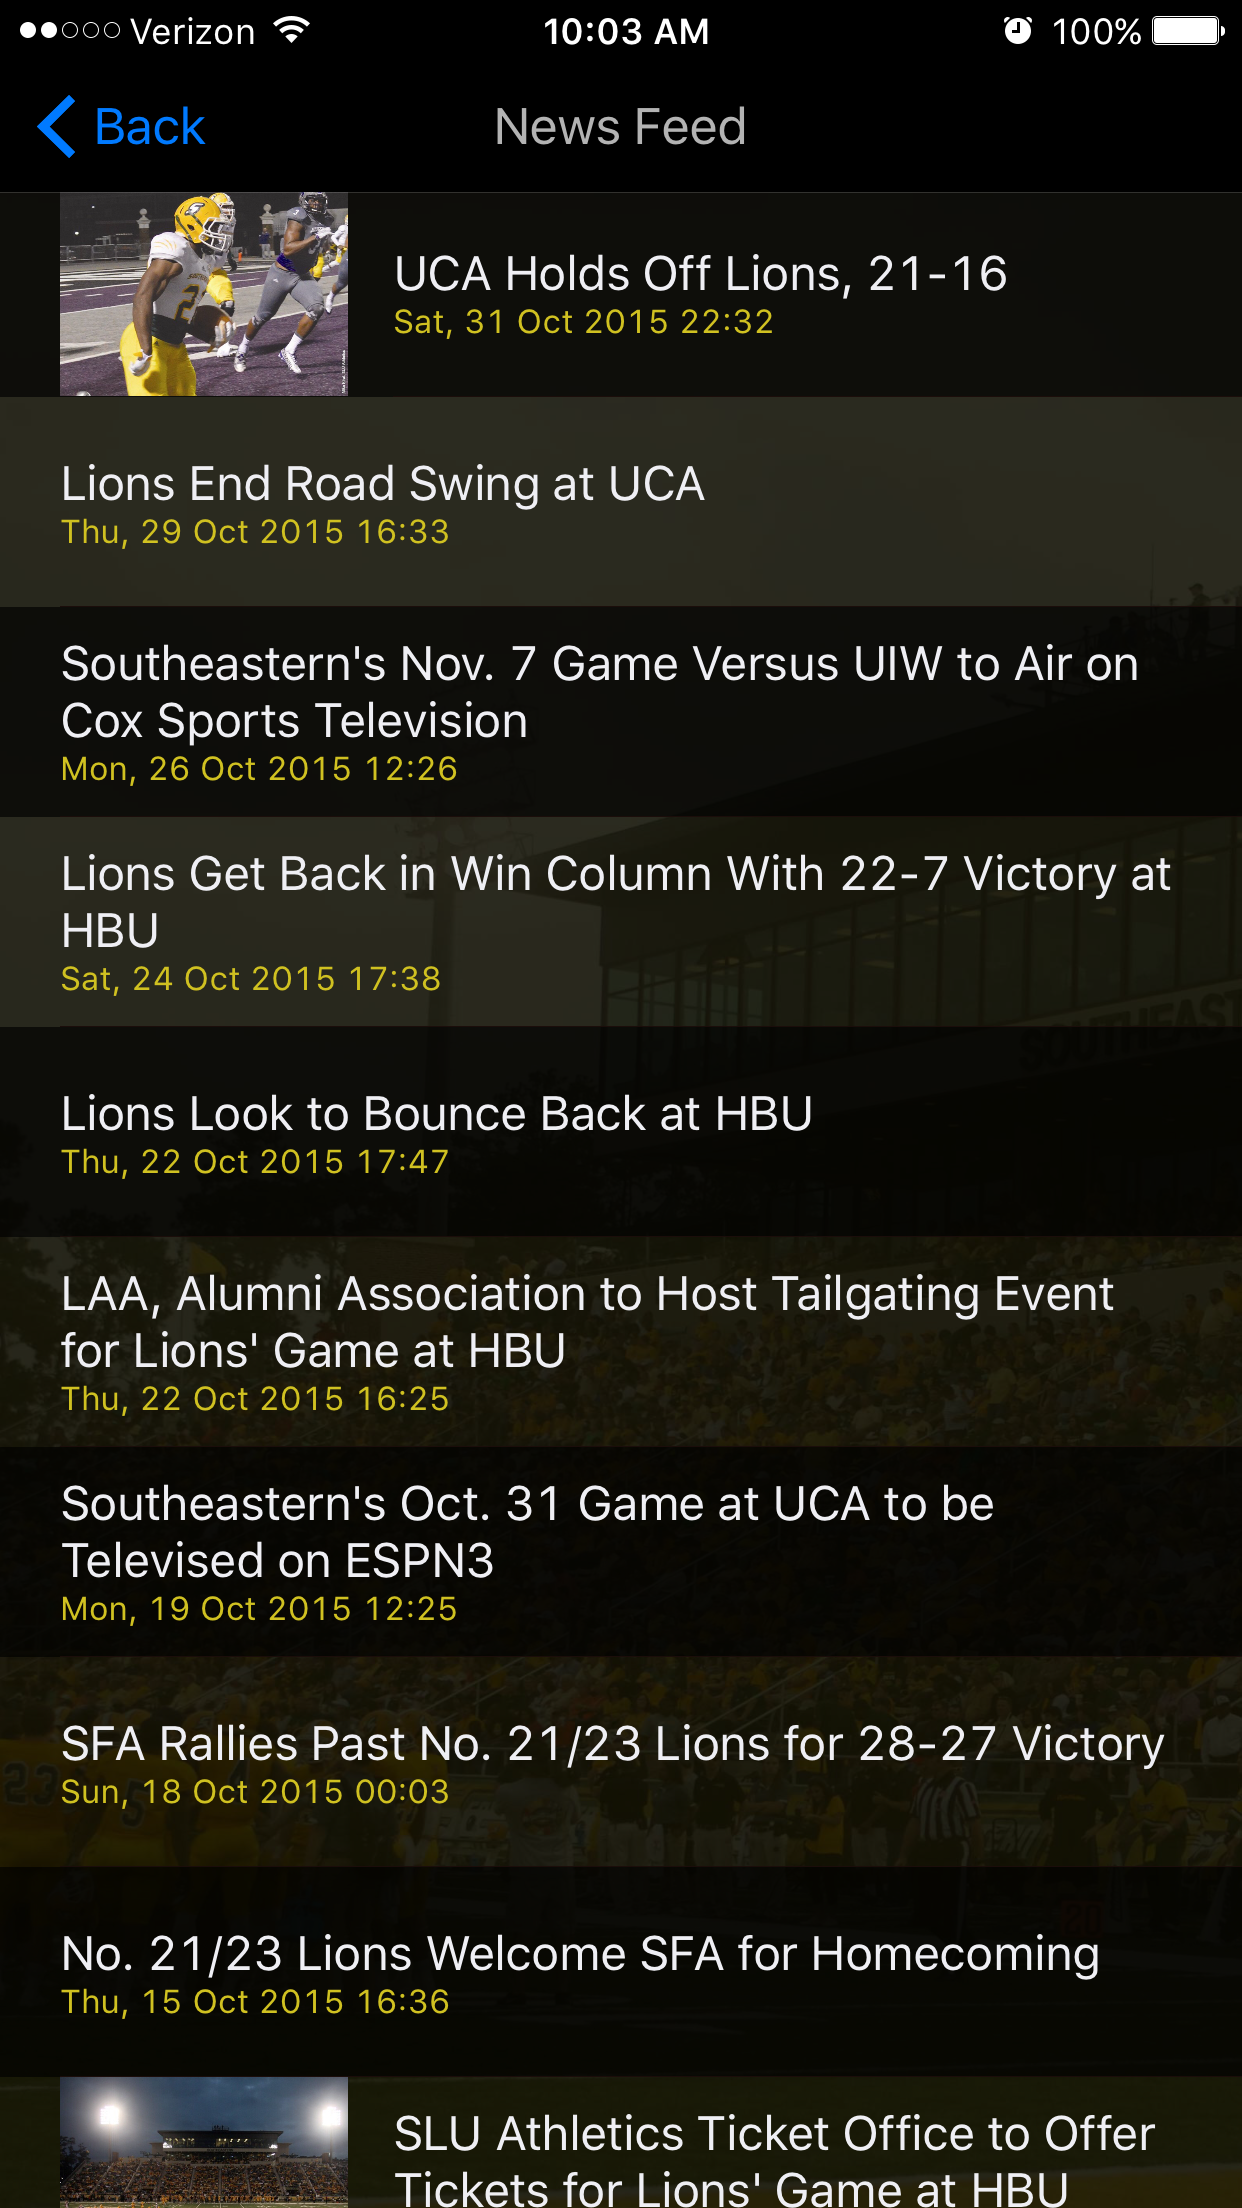 Verizon 10:03 AM 100%
Back News Feed
UCA Holds Off Lions, 21-16
Sat, 31 Oct 2015 22:32
Lions End Road Swing at UCA
Thu, 29 Oct 2015 16:33
Southeastern's Nov. 7 Game Versus UIW to Air on
Cox Sports Television
Mon, 26 Oct 2015 12:26
Lions Get Back in Win Column With 22-7 Victory at
HBU
Sat, 24 Oct 2015 17:38
SOUTHEAST
Lions Look to Bounce Back at HBU
Thu, 22 Oct 2015 17:47
LAA, Alumni Association to Host Tailgating Event
for Lions' Game at HBU
Thu, 22 Oct 2015 16:25
Southeastern's Oct. 31 Game at UCA to be
Televised on ESPN3
Mon, 19 Oct 2015 12:25
SFA Rallies Past No. 21/23 Lions for 28-27 Victory
Sun, 18 Oct 2015 00:03
23
No. 21/23 Lions Welcome SFA for Homecoming
Thu, 15 Oct 2015 16:36
SLU Athletics Ticket Office to Offer
Tickets for Lions' Game at HBU